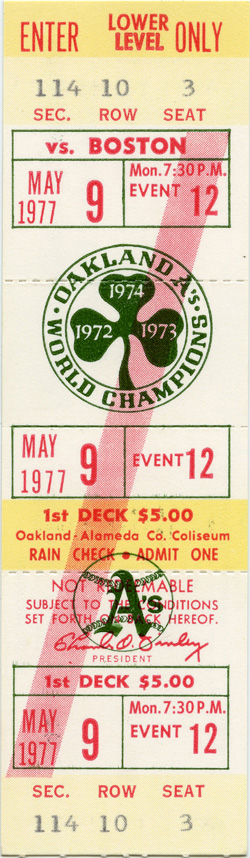 ENTER LOWER LEVEL ONLY
114 10 3
SEC. ROW SEAT
vs. BOSTON
MAY 1977 9 Mon. 7:30 P.M. EVENT 12
OAKLAND A's
1974
1972 1973
WORLD CHAMPIONS
MAY 1977 9 EVENT 12
1st DECK $5.00
Oakland-Alameda Co. Coliseum
RAIN CHECK • ADMIT ONE
NOT REDEEMABLE
SUBJECT TO THE CONDITIONS
SET FORTH ON BACK HEREOF.
A's
Charles O. Finley
PRESIDENT
1st DECK $5.00
MAY 1977 9 Mon. 7:30 P.M. EVENT 12
SEC. ROW SEAT
114 10 3